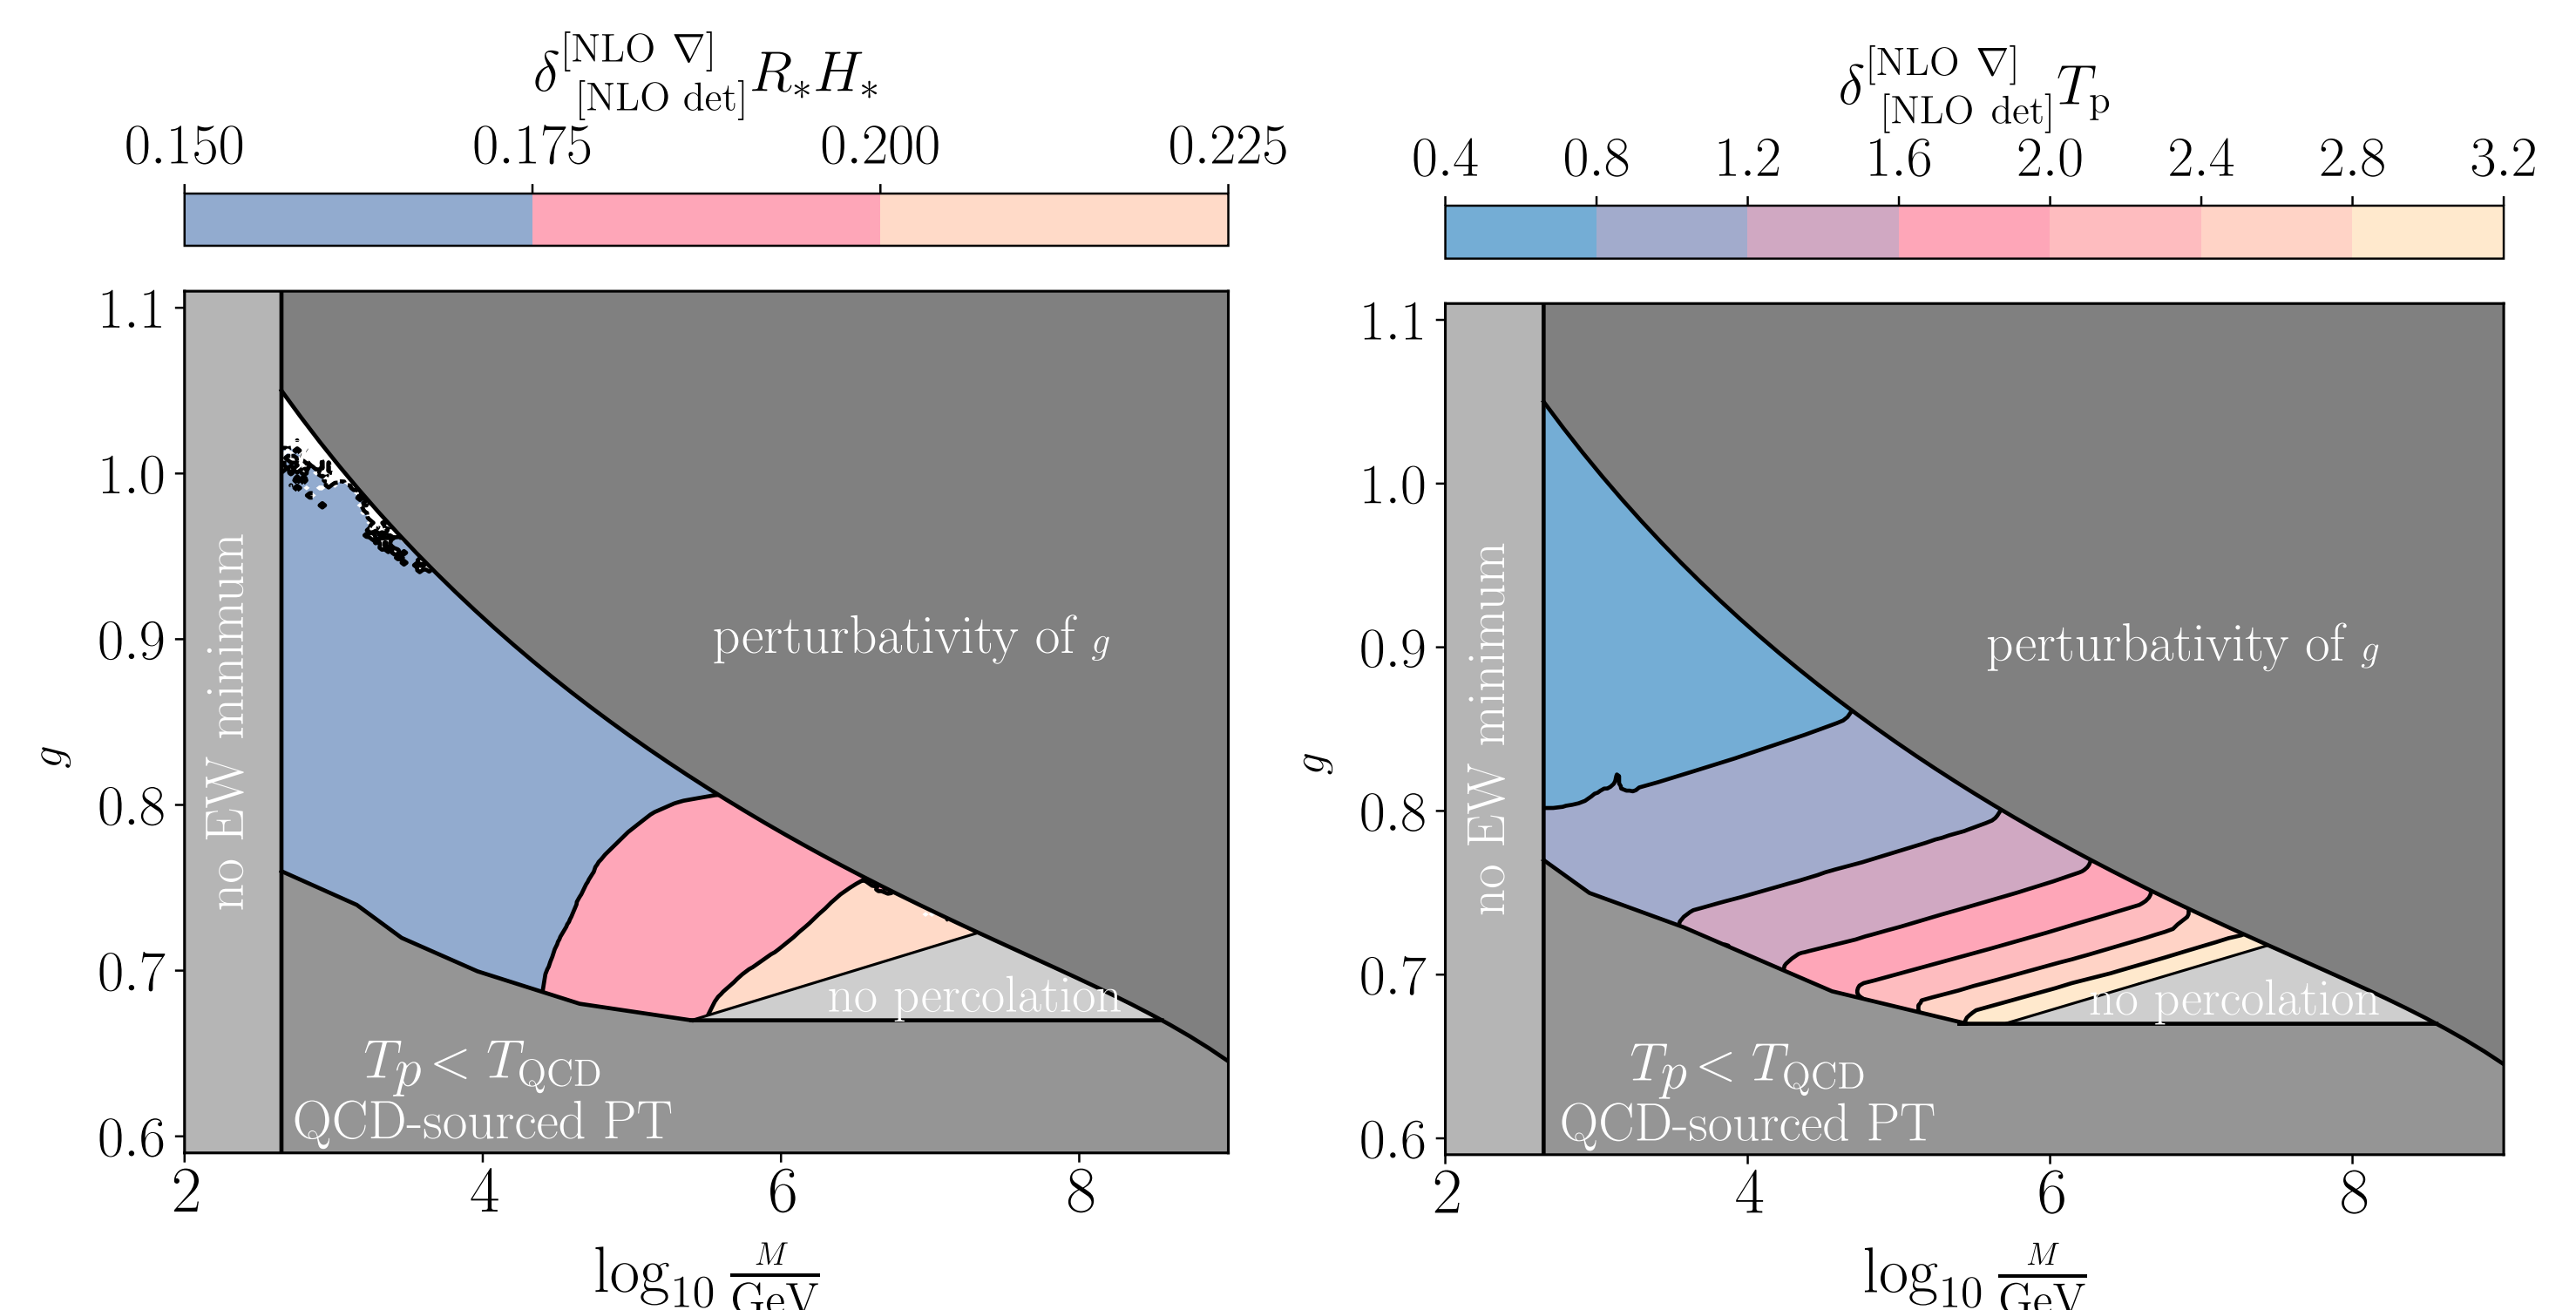 δ^{[NLO ∇]}_{[NLO det]} R_*H_*
0.150 0.175 0.200 0.225
1.1
1.0
0.9
0.8
0.7
0.6
g
no EW minimum
perturbativity of g
no percolation
T_p < T_QCD
QCD-sourced PT
2 4 6 8
log_10 M/GeV
δ^{[NLO ∇]}_{[NLO det]} T_p
0.4 0.8 1.2 1.6 2.0 2.4 2.8 3.2
1.1
1.0
0.9
0.8
0.7
0.6
g
no EW minimum
perturbativity of g
no percolation
T_p < T_QCD
QCD-sourced PT
2 4 6 8
log_10 M/GeV